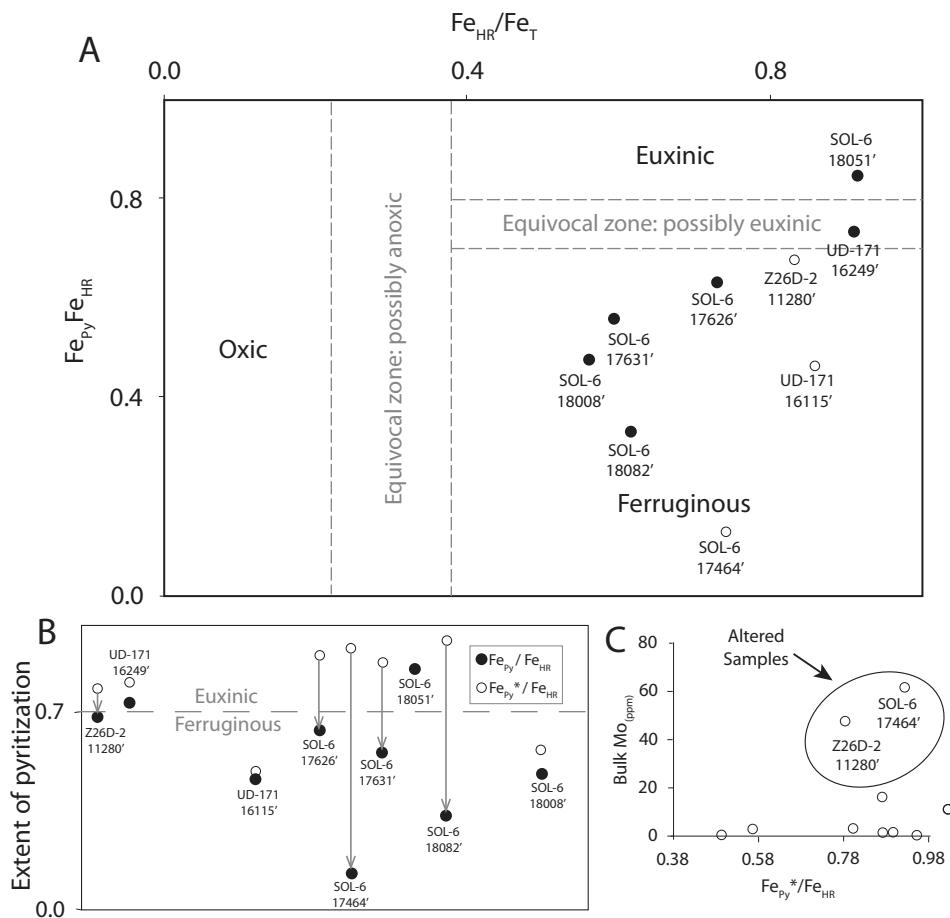 A
Fe_HR/Fe_T
0.0
0.4
0.8
Fe_PyFe_HR
0.8
0.4
0.0
Oxic
Equivocal zone: possibly anoxic
Euxinic
Equivocal zone: possibly euxinic
Ferruginous
SOL-6
18051’
UD-171
16249’
Z26D-2
11280’
SOL-6
17626’
SOL-6
17631’
SOL-6
18008’
UD-171
16115’
SOL-6
18082’
SOL-6
17464’
B
Extent of pyritization
0.7
0.0
UD-171
16249’
Z26D-2
11280’
Euxinic
Ferruginous
UD-171
16115’
SOL-6
17626’
SOL-6
17464’
SOL-6
17631’
SOL-6
18051’
SOL-6
18082’
SOL-6
18008’
Fe_Py/Fe_HR
Fe_Py*/Fe_HR
C
Altered
Samples
Bulk Mo(ppm)
80
60
40
20
0
SOL-6
17464’
Z26D-2
11280’
0.38
0.58
0.78
0.98
Fe_Py*/Fe_HR